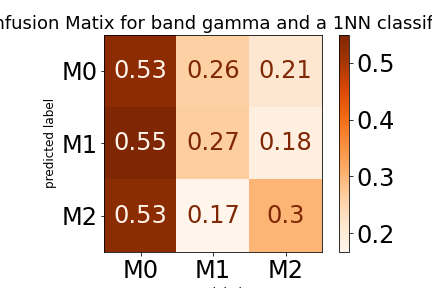 nfusion Matix for band gamma and a 1NN classif
predicted label
M0 0.53 0.26 0.21
M1 0.55 0.27 0.18
M2 0.53 0.17 0.3
M0 M1 M2
0.5
0.4
0.3
0.2